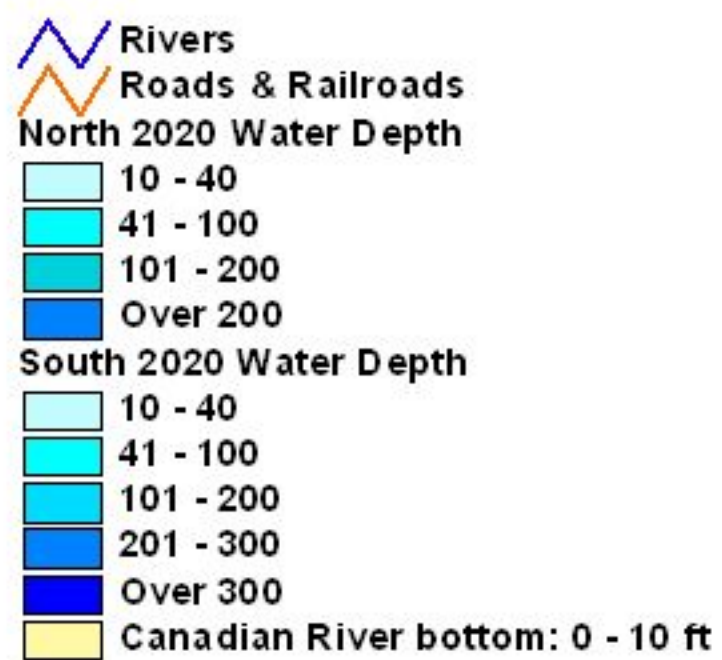 Rivers
Roads & Railroads
North 2020 Water Depth
10 - 40
41 - 100
101 - 200
Over 200
South 2020 Water Depth
10 - 40
41 - 100
101 - 200
201 - 300
Over 300
Canadian River bottom: 0 - 10 ft